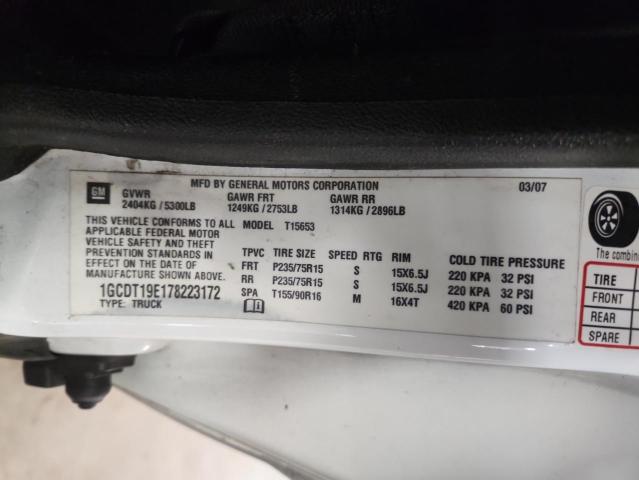 MFD BY GENERAL MOTORS CORPORATION 03/07
GM GVWR GAWR FRT GAWR RR
2404KG / 5300LB 1249KG / 2753LB 1314KG / 2896LB
THIS VEHICLE CONFORMS TO ALL MODEL T15653
APPLICABLE FEDERAL MOTOR
VEHICLE SAFETY AND THEFT
PREVENTION STANDARDS IN
EFFECT ON THE DATE OF
MANUFACTURE SHOWN ABOVE.
1GCDT19E178223172
TYPE: TRUCK
TPVC TIRE SIZE SPEED RTG RIM COLD TIRE PRESSURE
FRT P235/75R15 S 15X6.5J 220 KPA 32 PSI
RR P235/75R15 S 15X6.5J 220 KPA 32 PSI
SPA T155/90R16 M 16X4T 420 KPA 60 PSI
The combin
TIRE
FRONT
REAR
SPARE